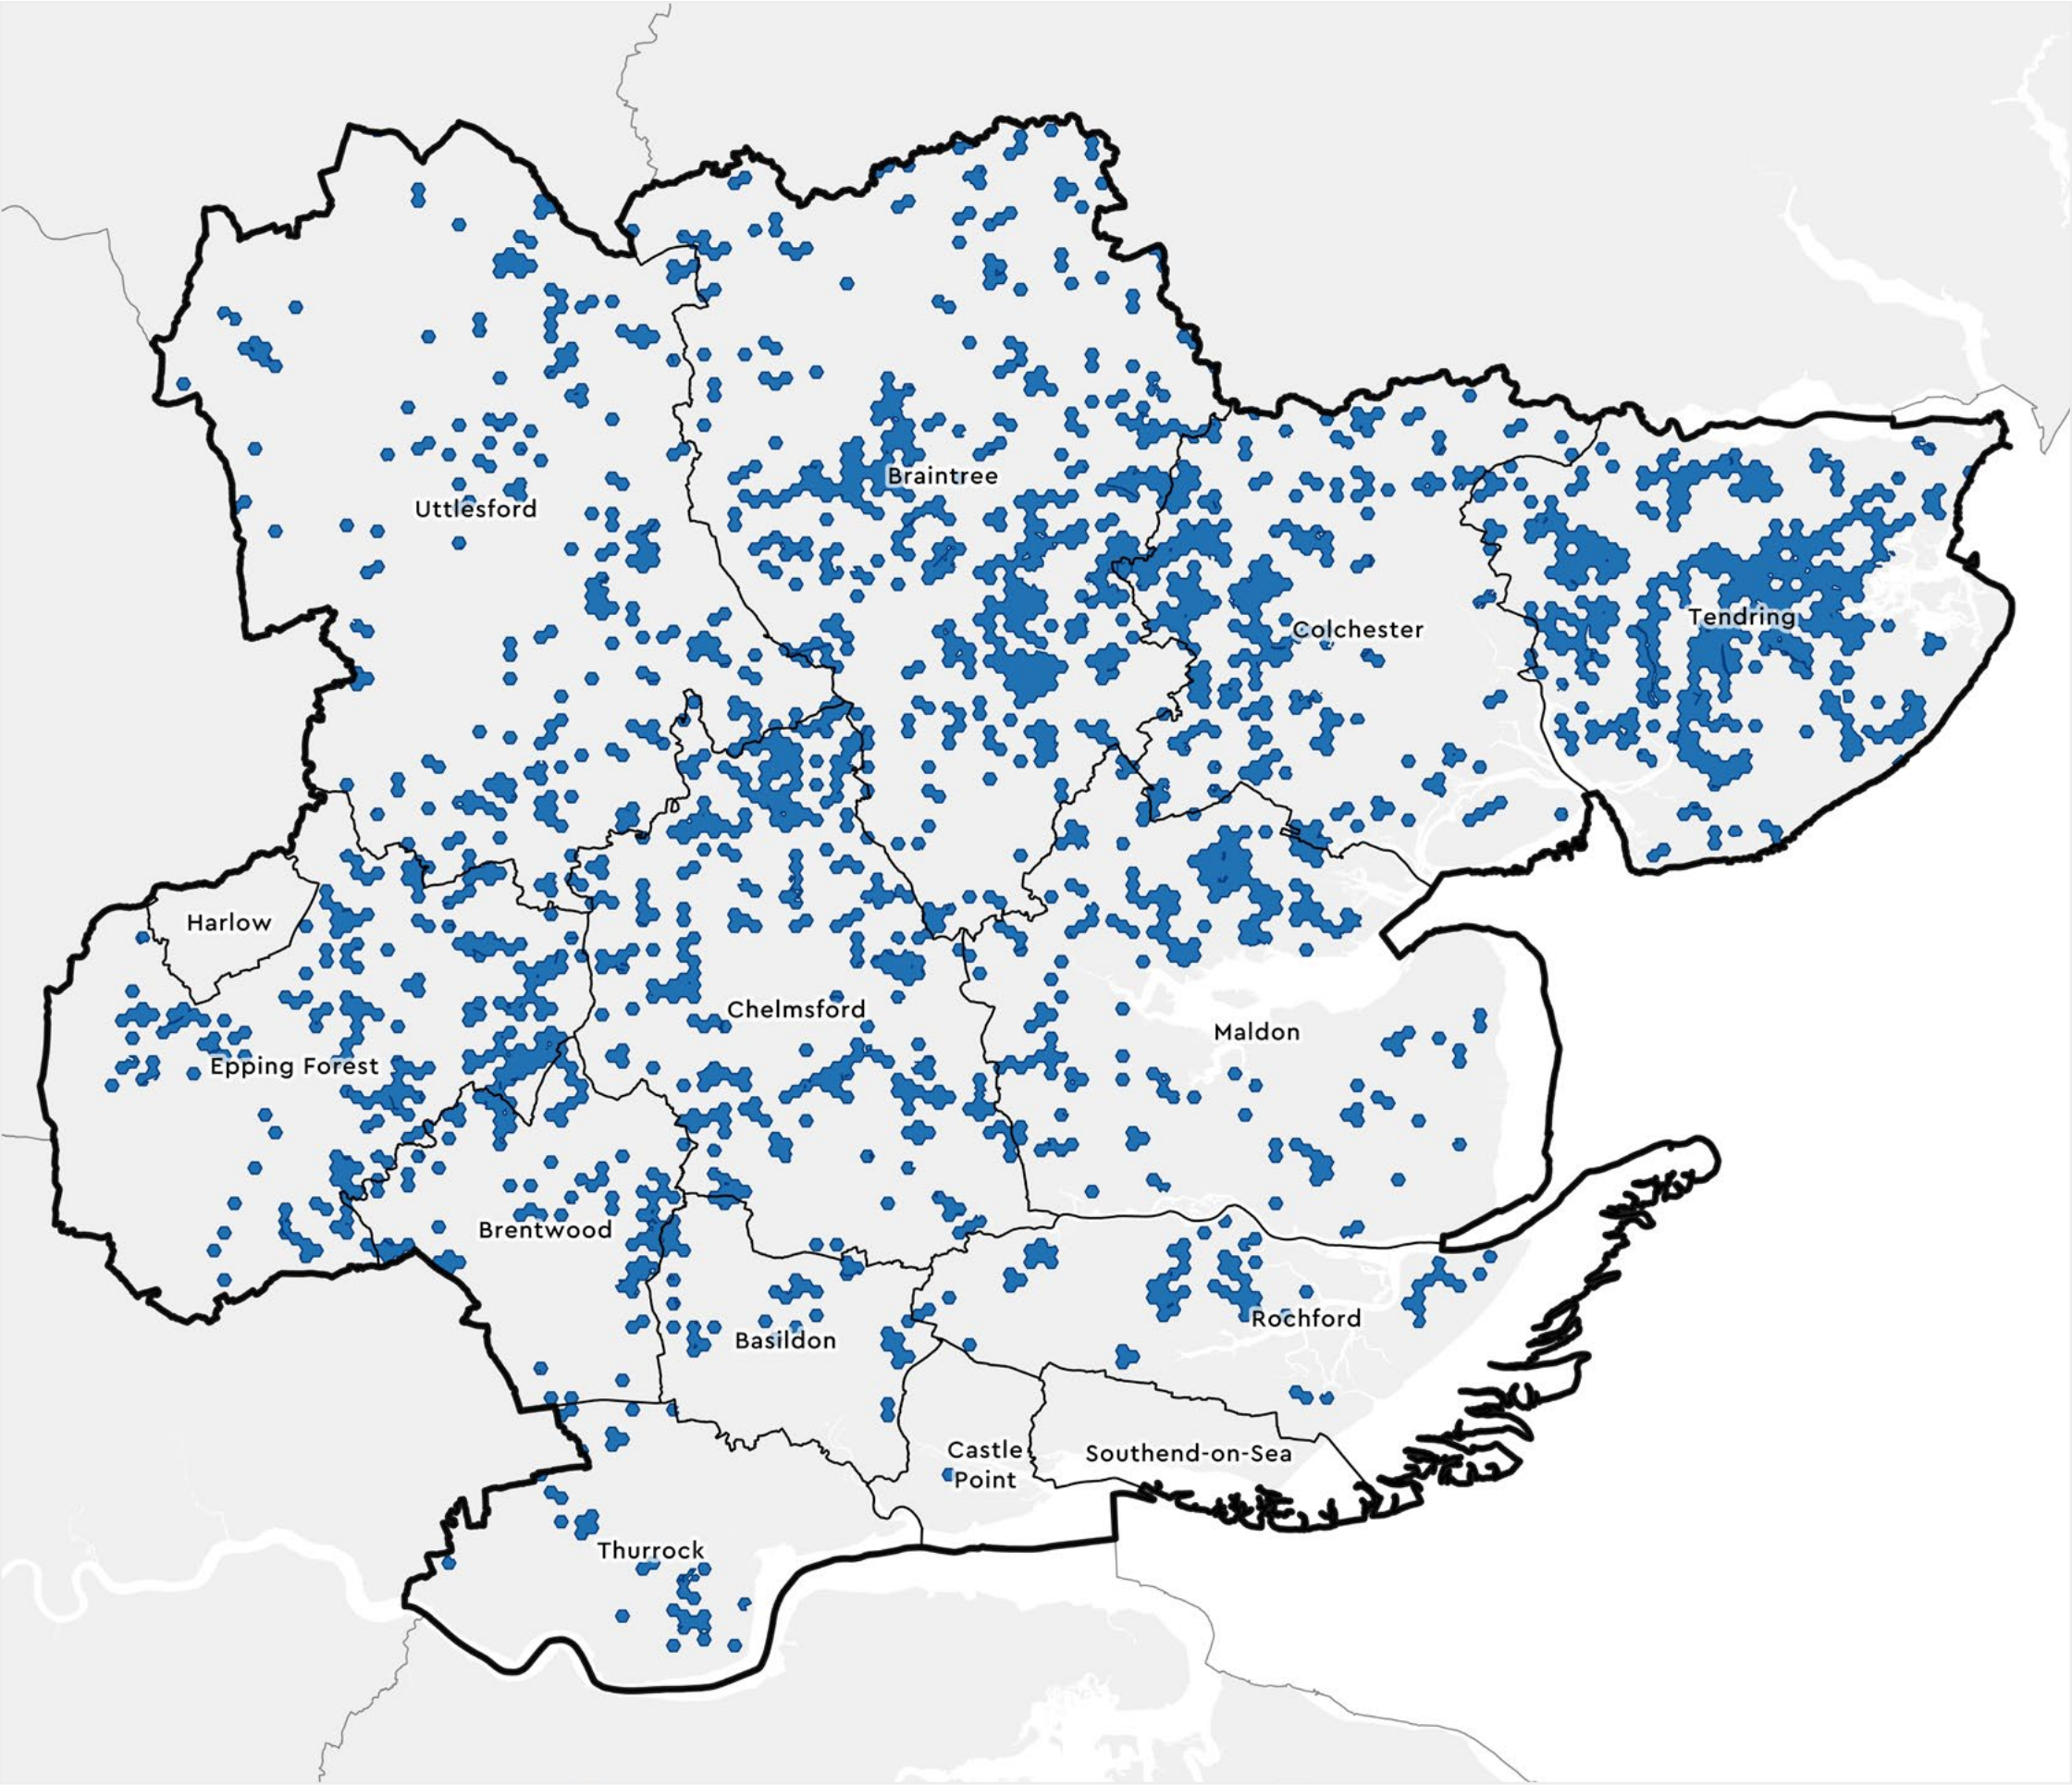 Braintree
Uttlesford
Tendring
Colchester
Harlow
Chelmsford
Maldon
Epping Forest
Brentwood
Rochford
Basildon
Castle
Point
Southend-on-Sea
Thurrock